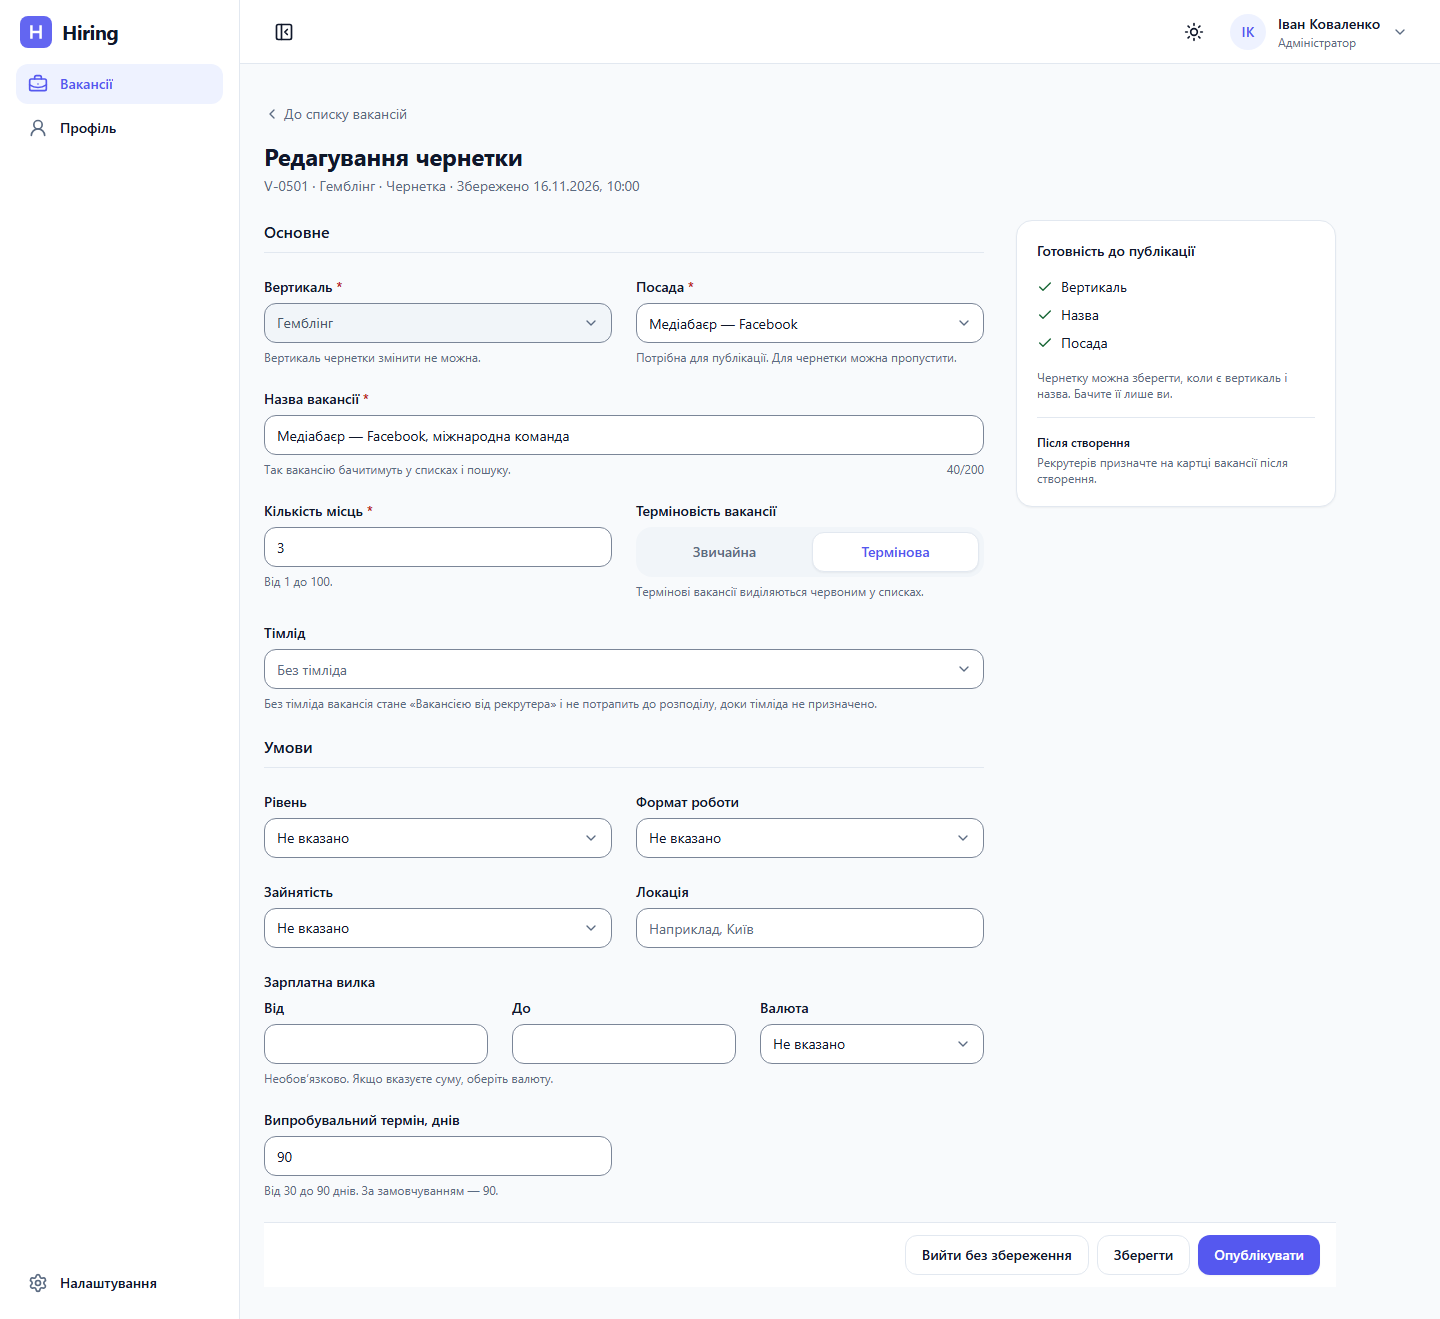 H Hiring
Вакансії
Профіль
Налаштування
ІК
Іван Коваленко
Адміністратор
До списку вакансій
Редагування чернетки
V-0501 · Гемблінг · Чернетка · Збережено 16.11.2026, 10:00
Основне
Вертикаль *
Гемблінг
Вертикаль чернетки змінити не можна.
Посада *
Медіабаєр — Facebook
Потрібна для публікації. Для чернетки можна пропустити.
Назва вакансії *
Медіабаєр — Facebook, міжнародна команда
Так вакансію бачитимуть у списках і пошуку.
40/200
Кількість місць *
3
Від 1 до 100.
Терміновість вакансії
Звичайна
Термінова
Термінові вакансії виділяються червоним у списках.
Тімлід
Без тімліда
Без тімліда вакансія стане «Вакансією від рекрутера» і не потрапить до розподілу, доки тімліда не призначено.
Умови
Рівень
Не вказано
Формат роботи
Не вказано
Зайнятість
Не вказано
Локація
Наприклад, Київ
Зарплатна вилка
Від
До
Валюта
Не вказано
Необов'язково. Якщо вказуєте суму, оберіть валюту.
Випробувальний термін, днів
90
Від 30 до 90 днів. За замовчуванням — 90.
Готовність до публікації
Вертикаль
Назва
Посада
Чернетку можна зберегти, коли є вертикаль і
назва. Бачите її лише ви.
Після створення
Рекрутерів призначте на картці вакансії після
створення.
Вийти без збереження
Зберегти
Опублікувати